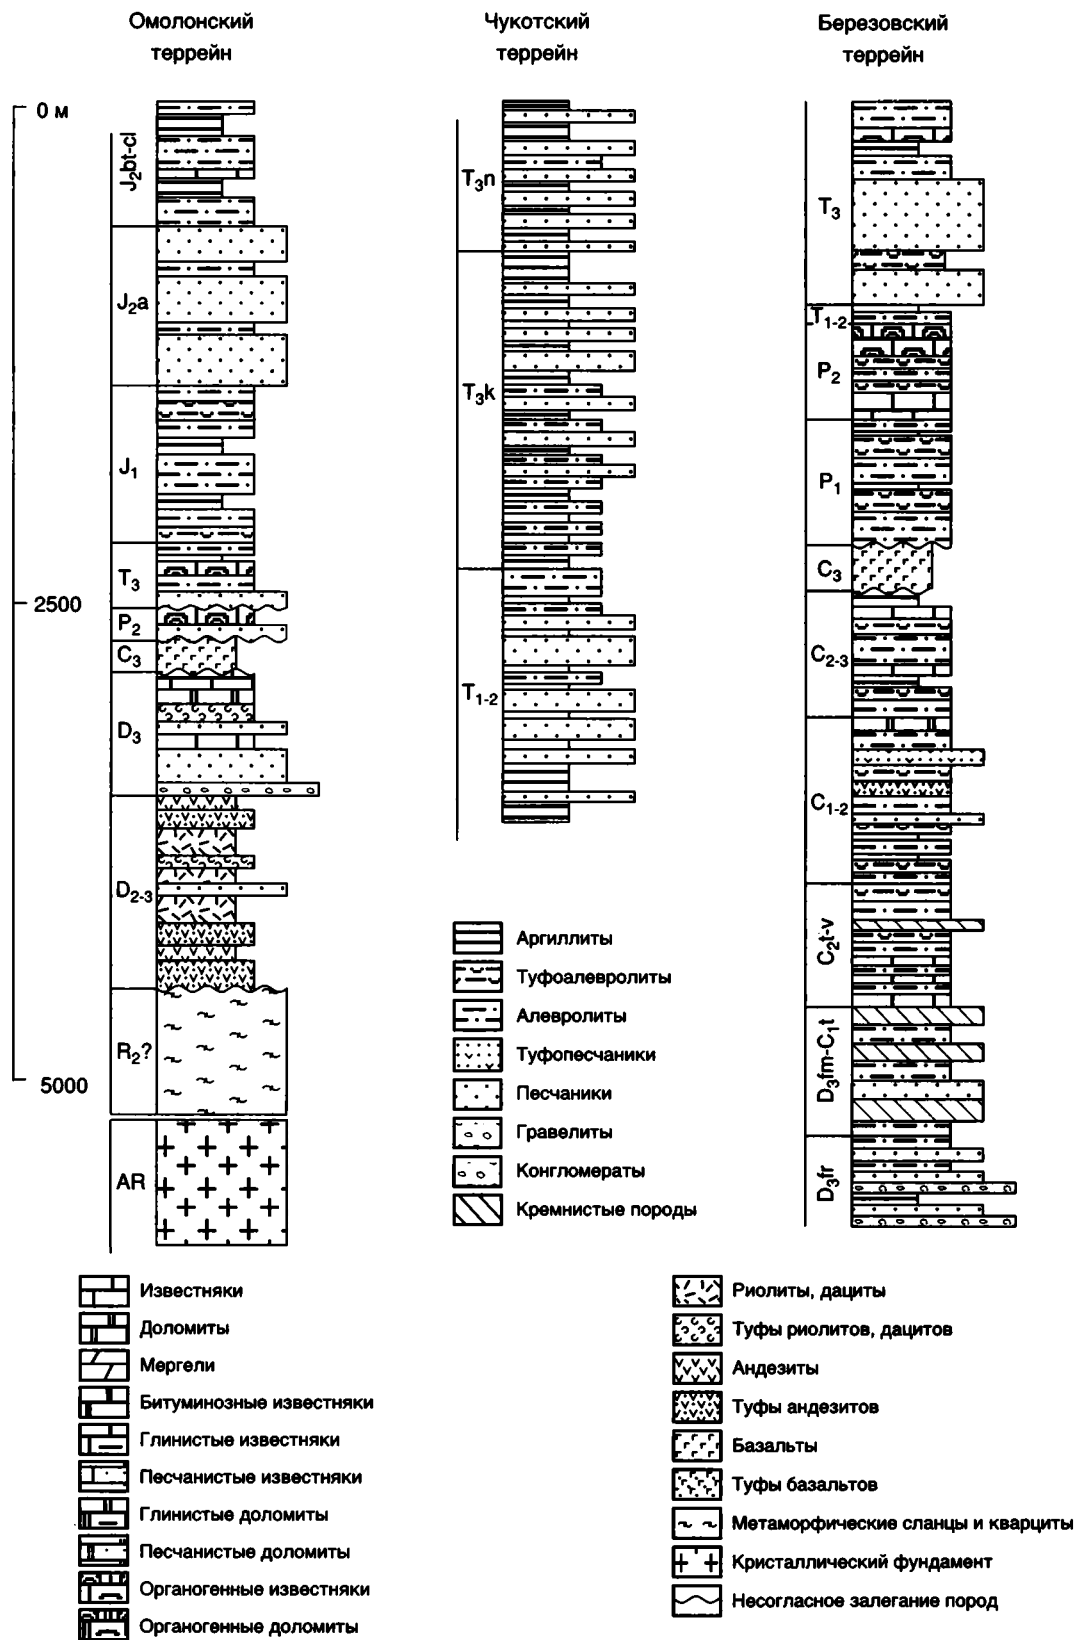 Омолонский
террейн
Чукотский
террейн
Березовский
террейн
0 м
2500
5000
J₂bt-cl
J₂a
J₁
T₃
P₂
C₃
D₃
D₂₋₃
R₂?
AR
T₃n
T₃k
T₁₋₂
T₃
T₁₋₂
P₂
P₁
C₃
C₂₋₃
C₁₋₂
C₂t-v
D₃fm-C₁t
D₃fr
Аргиллиты
Туфоалевролиты
Алевролиты
Туфопесчаники
Песчаники
Гравелиты
Конгломераты
Кремнистые породы
Известняки
Доломиты
Мергели
Битуминозные известняки
Глинистые известняки
Песчанистые известняки
Глинистые доломиты
Песчанистые доломиты
Органогенные известняки
Органогенные доломиты
Риолиты, дациты
Туфы риолитов, дацитов
Андезиты
Туфы андезитов
Базальты
Туфы базальтов
Метаморфические сланцы и кварциты
Кристаллический фундамент
Несогласное залегание пород